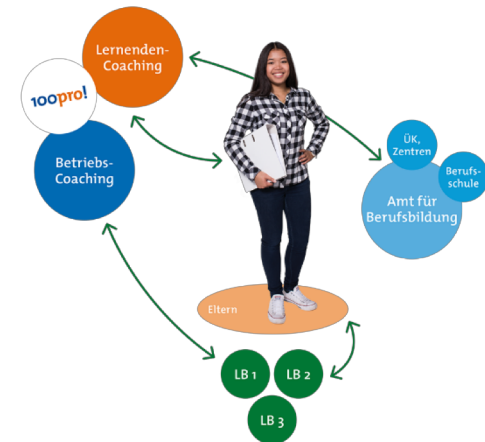 Lernenden-
Coaching
100pro!
Betriebs-
Coaching
ÜK,
Zentren
Berufs-
schule
Amt für
Berufsbildung
Eltern
LB 1
LB 2
LB 3